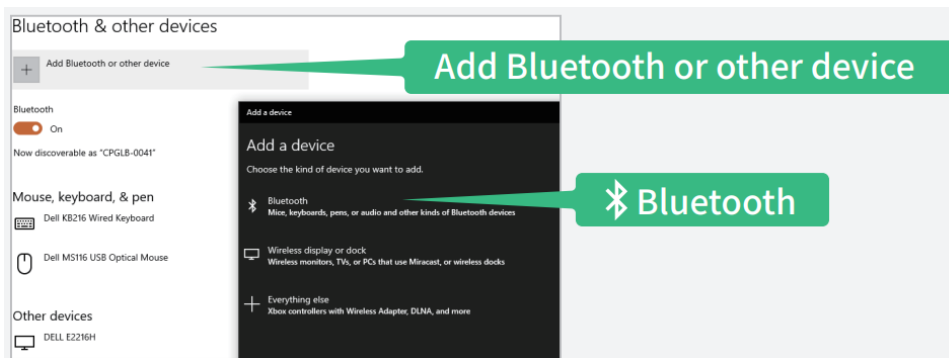 Bluetooth & other devices
Add Bluetooth or other device
Add Bluetooth or other device
Bluetooth
On
Now discoverable as "CPGLB-0041"
Mouse, keyboard, & pen
Dell KB216 Wired Keyboard
Dell MS116 USB Optical Mouse
Other devices
DELL E2216H
Add a device
Add a device
Choose the kind of device you want to add.
Bluetooth
Mice, keyboards, pens, or audio and other kinds of Bluetooth devices
Bluetooth
Wireless display or dock
Wireless monitors, TVs, or PCs that use Miracast, or wireless docks
Everything else
Xbox controllers with Wireless Adapter, DLNA, and more